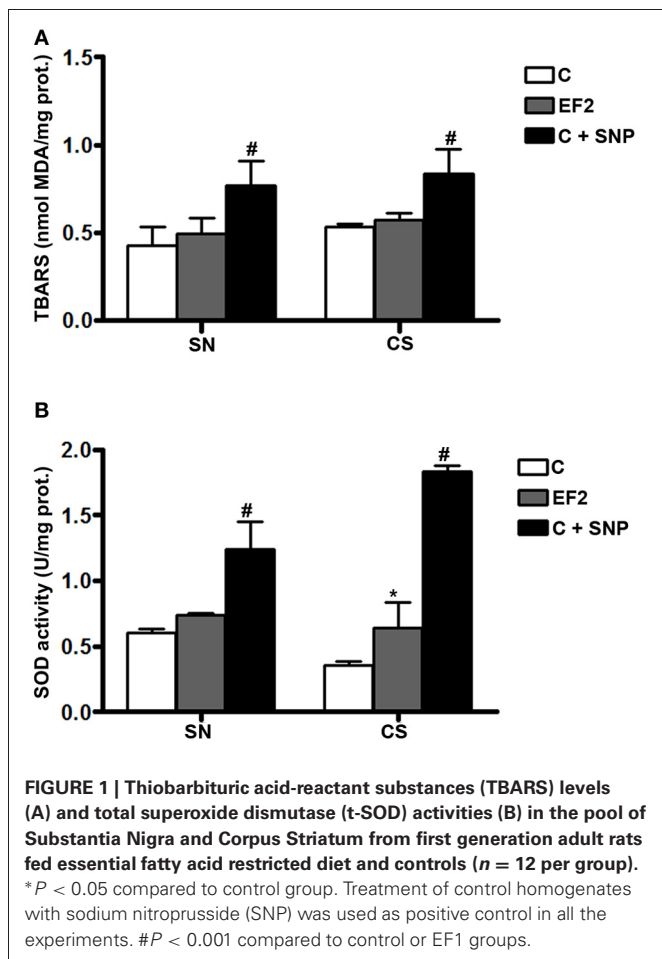 A
1.5
1.0
0.5
0.0
TBARS (nmol MDA/mg prot.)
#
#
SN
CS
C
EF2
C + SNP
B
2.0
1.5
1.0
0.5
0.0
SOD activity (U/mg prot.)
#
*
#
SN
CS
C
EF2
C + SNP
FIGURE 1 | Thiobarbituric acid-reactant substances (TBARS) levels
(A) and total superoxide dismutase (t-SOD) activities (B) in the pool of
Substantia Nigra and Corpus Striatum from first generation adult rats
fed essential fatty acid restricted diet and controls (n = 12 per group).
*P < 0.05 compared to control group. Treatment of control homogenates
with sodium nitroprusside (SNP) was used as positive control in all the
experiments. #P < 0.001 compared to control or EF1 groups.